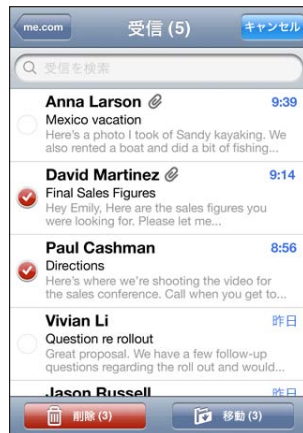 me.com
受信 (5)
キャンセル
受信を検索
Anna Larson
9:39
Mexico vacation
Here's a photo I took of Sandy kayaking. We
also rented a boat and did a bit of fishing...
David Martinez
9:14
Final Sales Figures
Hey Emily, Here are the sales figures you
were looking for. Please let me...
Paul Cashman
8:56
Directions
Here's where we're shooting the video for
the sales conference. Call when you get to...
Vivian Li
昨日
Question re rollout
Great proposal. We have a few follow-up
questions regarding the roll out and would...
Jason Russell
昨日
削除 (3)
移動 (3)